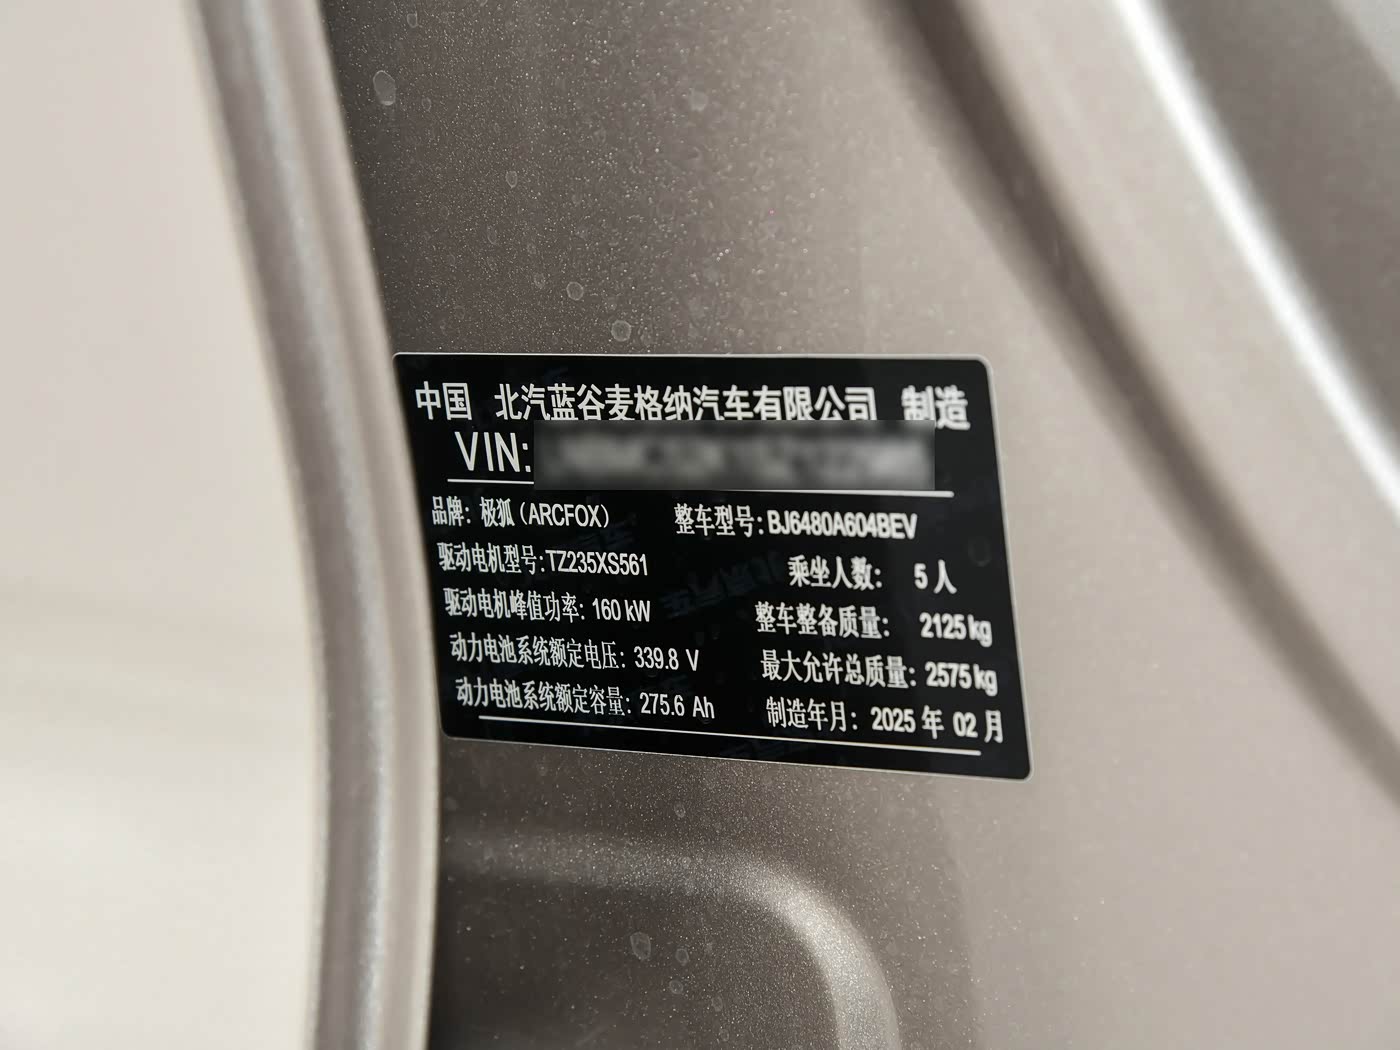 中国 北汽蓝谷麦格纳汽车有限公司 制造
VIN:
品牌: 极狐（ARCFOX） 整车型号: BJ6480A604BEV
驱动电机型号:TZ235XS561 乘坐人数: 5 人
驱动电机峰值功率: 160 kW 整车整备质量: 2125 kg
动力电池系统额定电压: 339.8 V 最大允许总质量: 2575 kg
动力电池系统额定容量: 275.6 Ah 制造年月: 2025 年 02 月